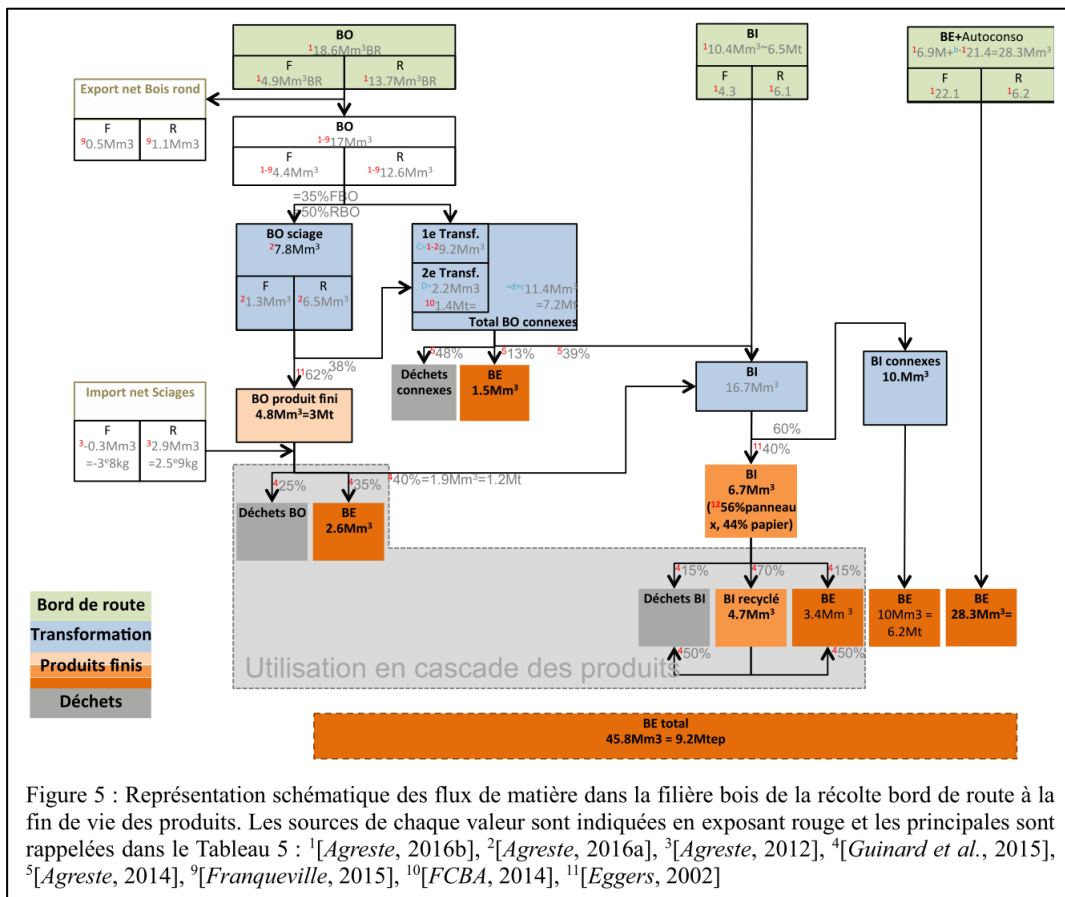 BO
¹18.6Mm³BR
F
R
¹4.9Mm³BR
¹13.7Mm³BR
BI
¹10.4Mm³~6.5Mt
F
R
¹4.3
¹6.1
BE+Autoconso
¹6.9M+ᵇ⁻¹21.4=28.3Mm³
F
R
¹22.1
¹6.2
Export net Bois rond
F
R
⁹0.5Mm3
⁹1.1Mm3
BO
¹⁻⁹17Mm³
F
R
¹⁻⁹4.4Mm³
¹⁻⁹12.6Mm³
=35%FBO
50%RBO
BO sciage
²7.8Mm³
F
R
²1.3Mm³
²6.5Mm³
1e Transf.
C=1-29.2Mm³
2e Transf.
D=2.2Mm3
¹⁰1.4Mt=
=d+c11.4Mm³
=7.2Mt
Total BO connexes
¹¹62%
38%
48%
⁵13%
⁵39%
Déchets
connexes
BE
1.5Mm³
BI
16.7Mm³
BI connexes
10.Mm³
60%
¹¹40%
Import net Sciages
F
R
³-0.3Mm3
=-3ᵉ8kg
³2.9Mm3
=2.5ᵉ9kg
BO produit fini
4.8Mm³=3Mt
⁴25%
⁴35%
⁴40%=1.9Mm³=1.2Mt
Déchets BO
BE
2.6Mm³
BI
6.7Mm³
(¹²56%panneau
x, 44% papier)
⁴15%
⁴70%
⁴15%
Déchets BI
BI recyclé
4.7Mm³
BE
3.4Mm ³
BE
10Mm3 =
6.2Mt
BE
28.3Mm³=
⁴50%
⁴50%
Utilisation en cascade des produits
Bord de route
Transformation
Produits finis
Déchets
BE total
45.8Mm3 = 9.2Mtep
Figure 5 : Représentation schématique des flux de matière dans la filière bois de la récolte bord de route à la
fin de vie des produits. Les sources de chaque valeur sont indiquées en exposant rouge et les principales sont
rappelées dans le Tableau 5 : ¹[Agreste, 2016b], ²[Agreste, 2016a], ³[Agreste, 2012], ⁴[Guinard et al., 2015],
⁵[Agreste, 2014], ⁹[Franqueville, 2015], ¹⁰[FCBA, 2014], ¹¹[Eggers, 2002]